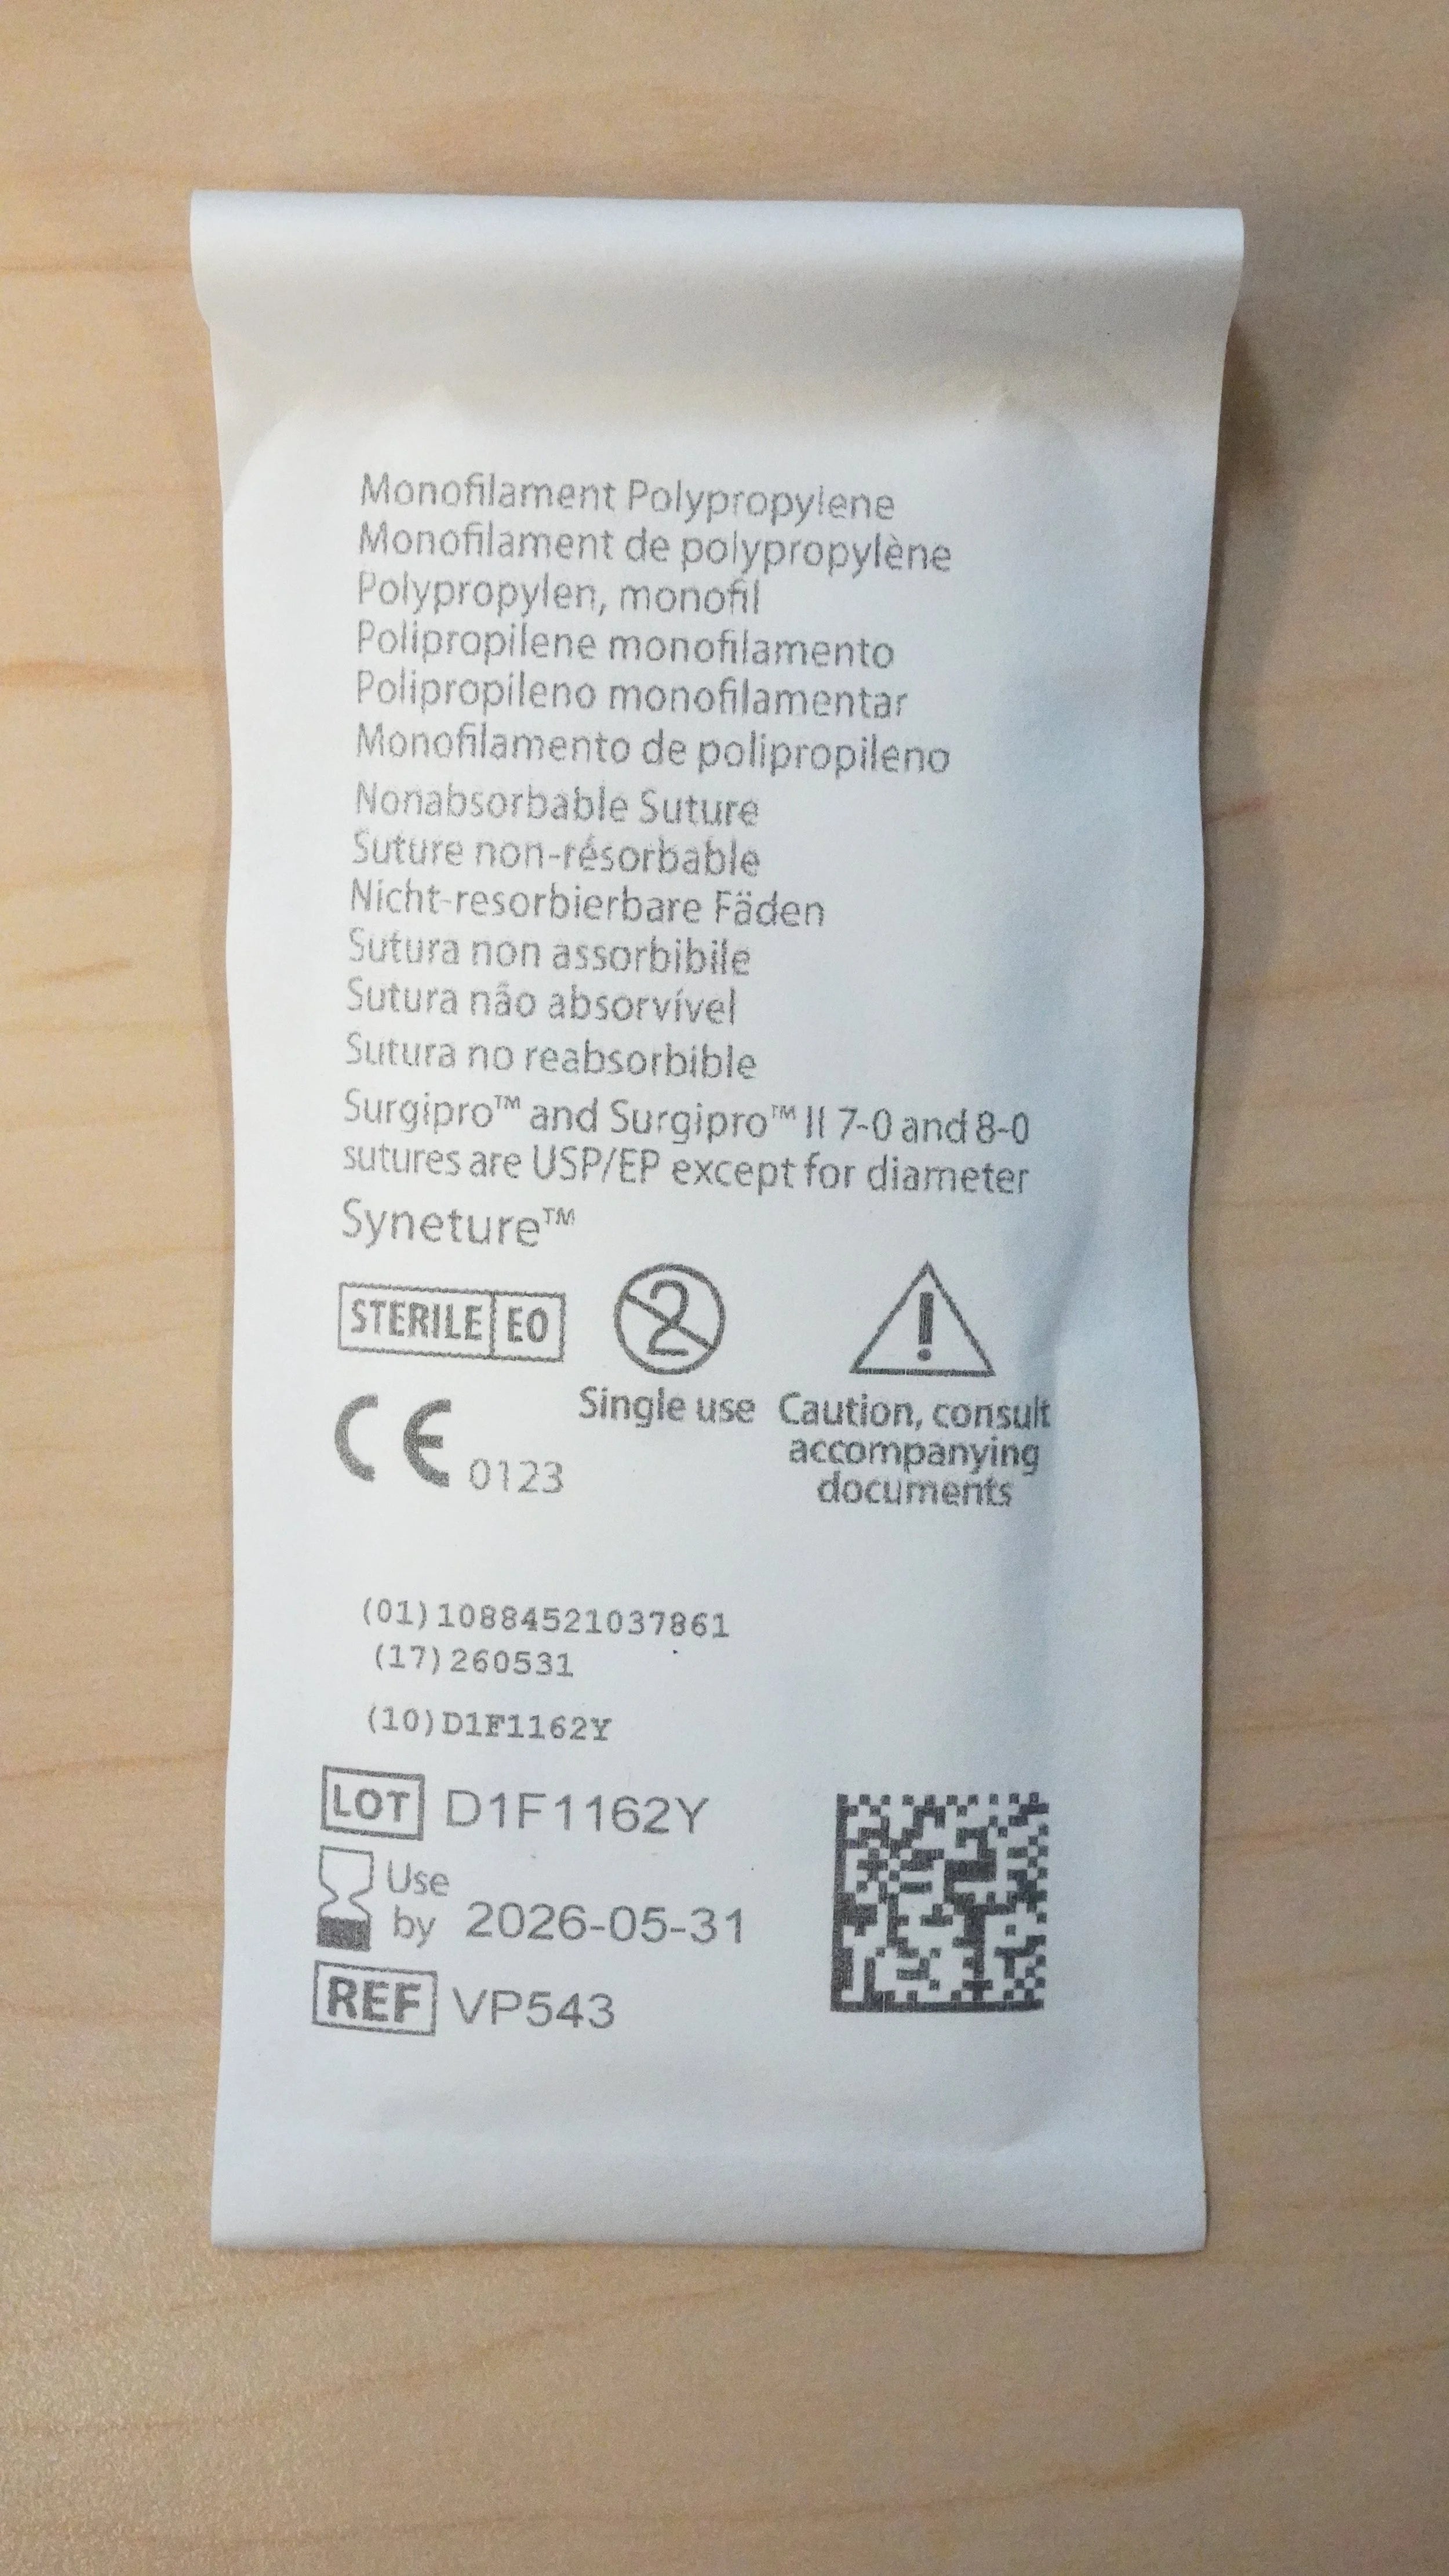 Monofilament Polypropylene
Monofilament de polypropylène
Polypropylen, monofil
Polipropilene monofilamento
Polipropileno monofilamentar
Monofilamento de polipropileno
Nonabsorbable Suture
Suture non-résorbable
Nicht-resorbierbare Fäden
Sutura non assorbibile
Sutura não absorvível
Sutura no reabsorbible
Surgipro™ and Surgipro™ II 7-0 and 8-0
sutures are USP/EP except for diameter
Syneture™
STERILE EO
2
Single use
Caution, consult
accompanying
documents
CE 0123
(01)10884521037861
(17)260531
(10)D1F1162Y
LOT D1F1162Y
Use
by 2026-05-31
REF VP543